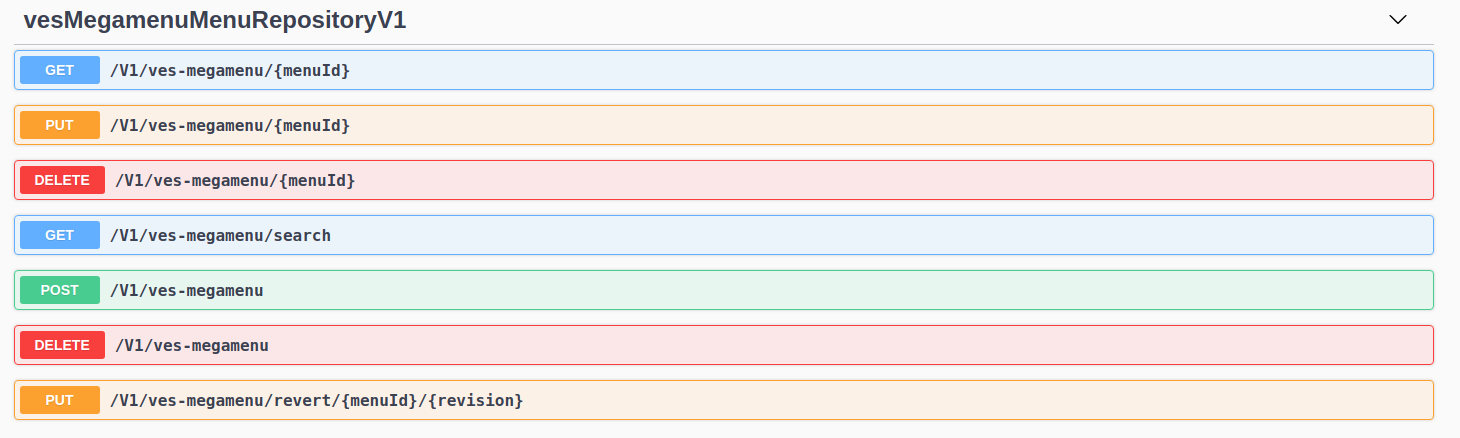 vesMegamenuMenuRepositoryV1
GET /V1/ves-megamenu/{menuId}
PUT /V1/ves-megamenu/{menuId}
DELETE /V1/ves-megamenu/{menuId}
GET /V1/ves-megamenu/search
POST /V1/ves-megamenu
DELETE /V1/ves-megamenu
PUT /V1/ves-megamenu/revert/{menuId}/{revision}